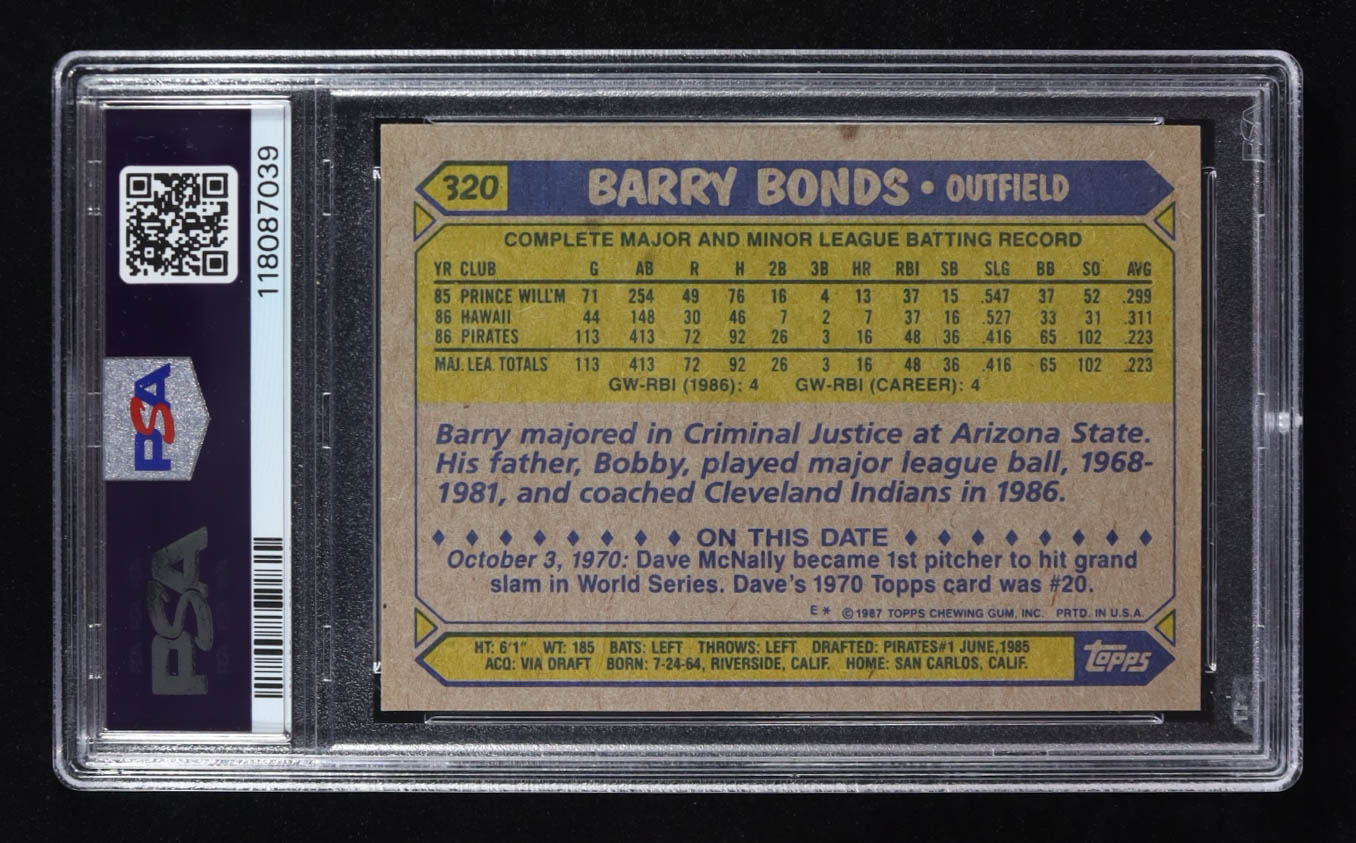 320 BARRY BONDS • OUTFIELD
COMPLETE MAJOR AND MINOR LEAGUE BATTING RECORD
YR CLUB G AB R H 2B 3B HR RBI SB SLG BB SO AVG
85 PRINCE WILL'M 71 254 49 76 16 4 13 37 15 .547 37 52 .299
86 HAWAII 44 148 30 46 7 2 7 37 16 .527 33 31 .311
86 PIRATES 113 413 72 92 26 3 16 48 36 .416 65 102 .223
MAJ. LEA. TOTALS 113 413 72 92 26 3 16 48 36 .416 65 102 .223
GW-RBI (1986): 4 GW-RBI (CAREER): 4
Barry majored in Criminal Justice at Arizona State.
His father, Bobby, played major league ball, 1968-
1981, and coached Cleveland Indians in 1986.
♦ ♦ ♦ ♦ ♦ ♦ ♦ ♦ ON THIS DATE ♦ ♦ ♦ ♦ ♦ ♦ ♦ ♦
October 3, 1970: Dave McNally became 1st pitcher to hit grand
slam in World Series. Dave's 1970 Topps card was #20.
E * ©1987 TOPPS CHEWING GUM, INC. PRTD. IN U.S.A.
HT: 6'1" WT: 185 BATS: LEFT THROWS: LEFT DRAFTED: PIRATES#1 JUNE,1985
ACQ: VIA DRAFT BORN: 7-24-64, RIVERSIDE, CALIF. HOME: SAN CARLOS, CALIF.
topps
118087039
PSA
PSA